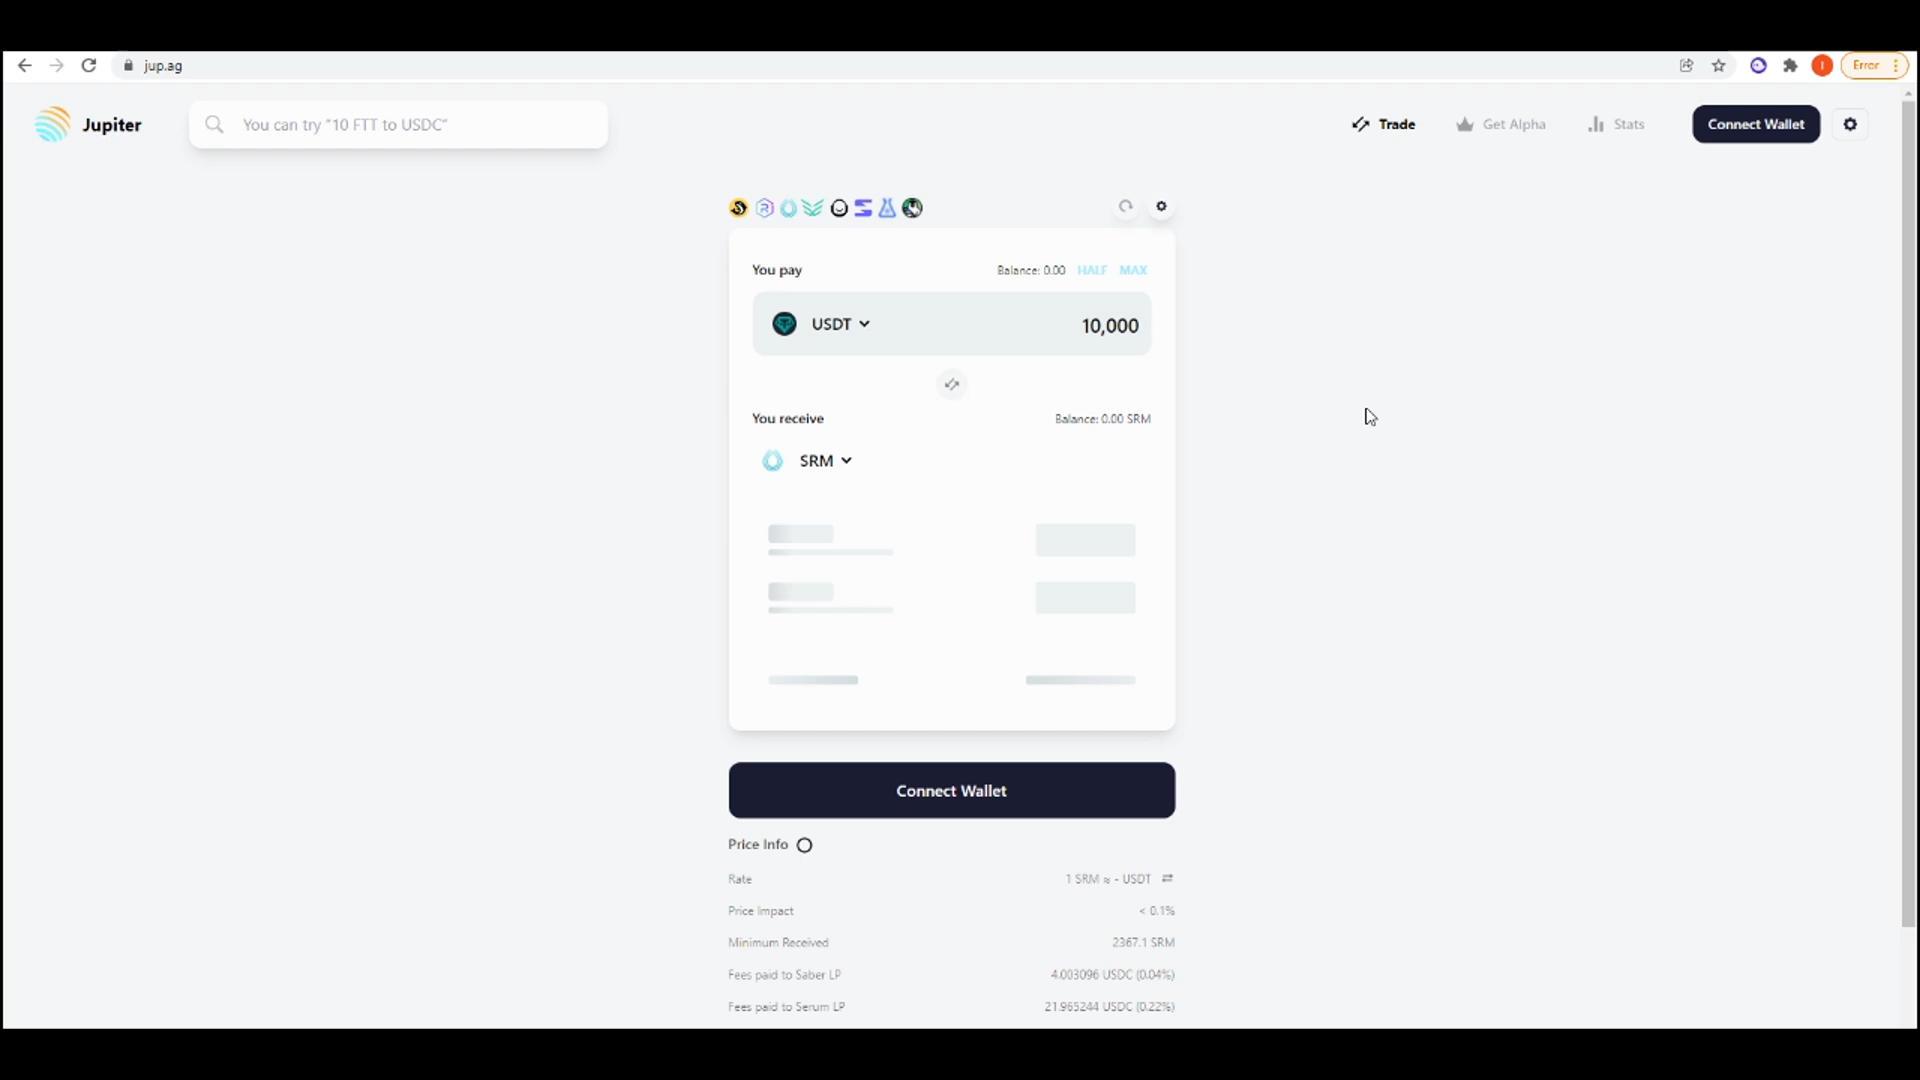 jup.ag
Error
Jupiter
You can try "10 FTT to USDC"
Trade
Get Alpha
Stats
Connect Wallet
You pay
Balance: 0.00 HALF MAX
USDT
10,000
You receive
Balance: 0.00 SRM
SRM
Connect Wallet
Price Info
Rate
1 SRM ≈ - USDT
Price Impact
< 0.1%
Minimum Received
2367.1 SRM
Fees paid to Saber LP
4.003096 USDC (0.04%)
Fees paid to Serum LP
21.965244 USDC (0.22%)